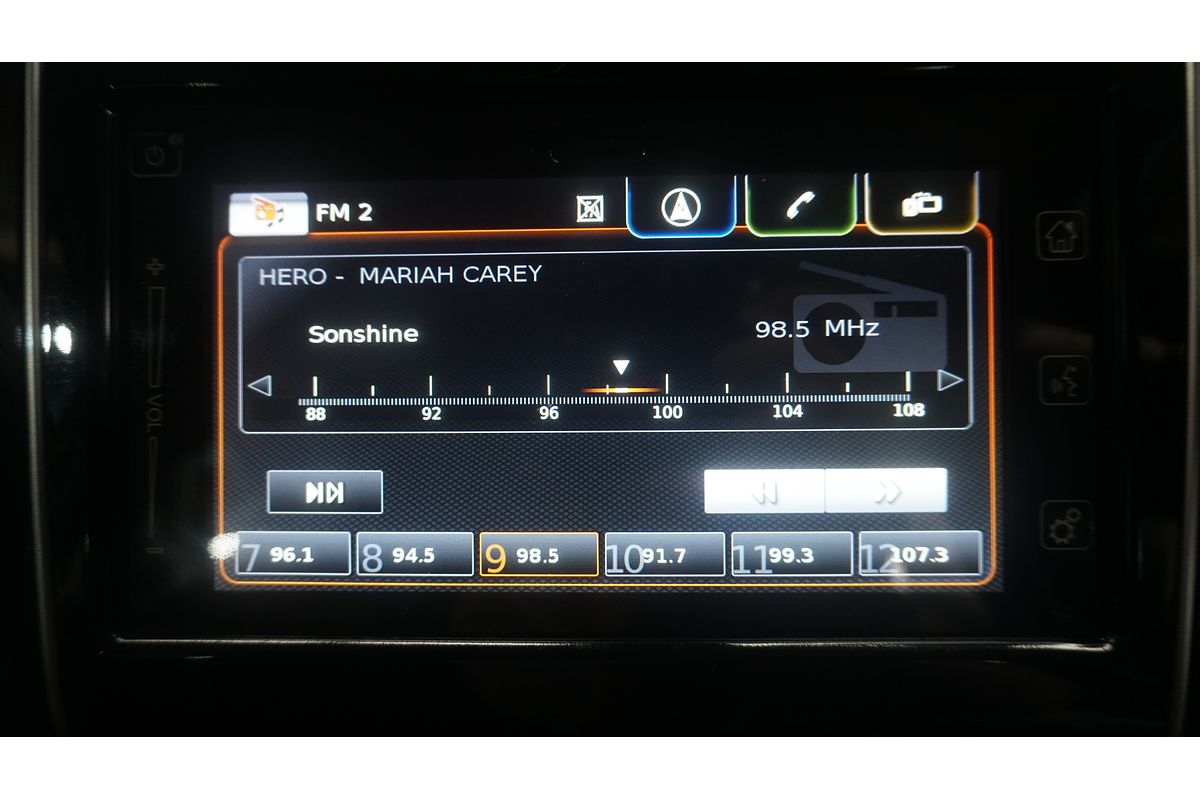 FM 2
TA
HERO - MARIAH CAREY
Sonshine 98.5 MHz
88 92 96 100 104 108
VOL
7 96.1 8 94.5 9 98.5 10 91.7 11 99.3 12 107.3